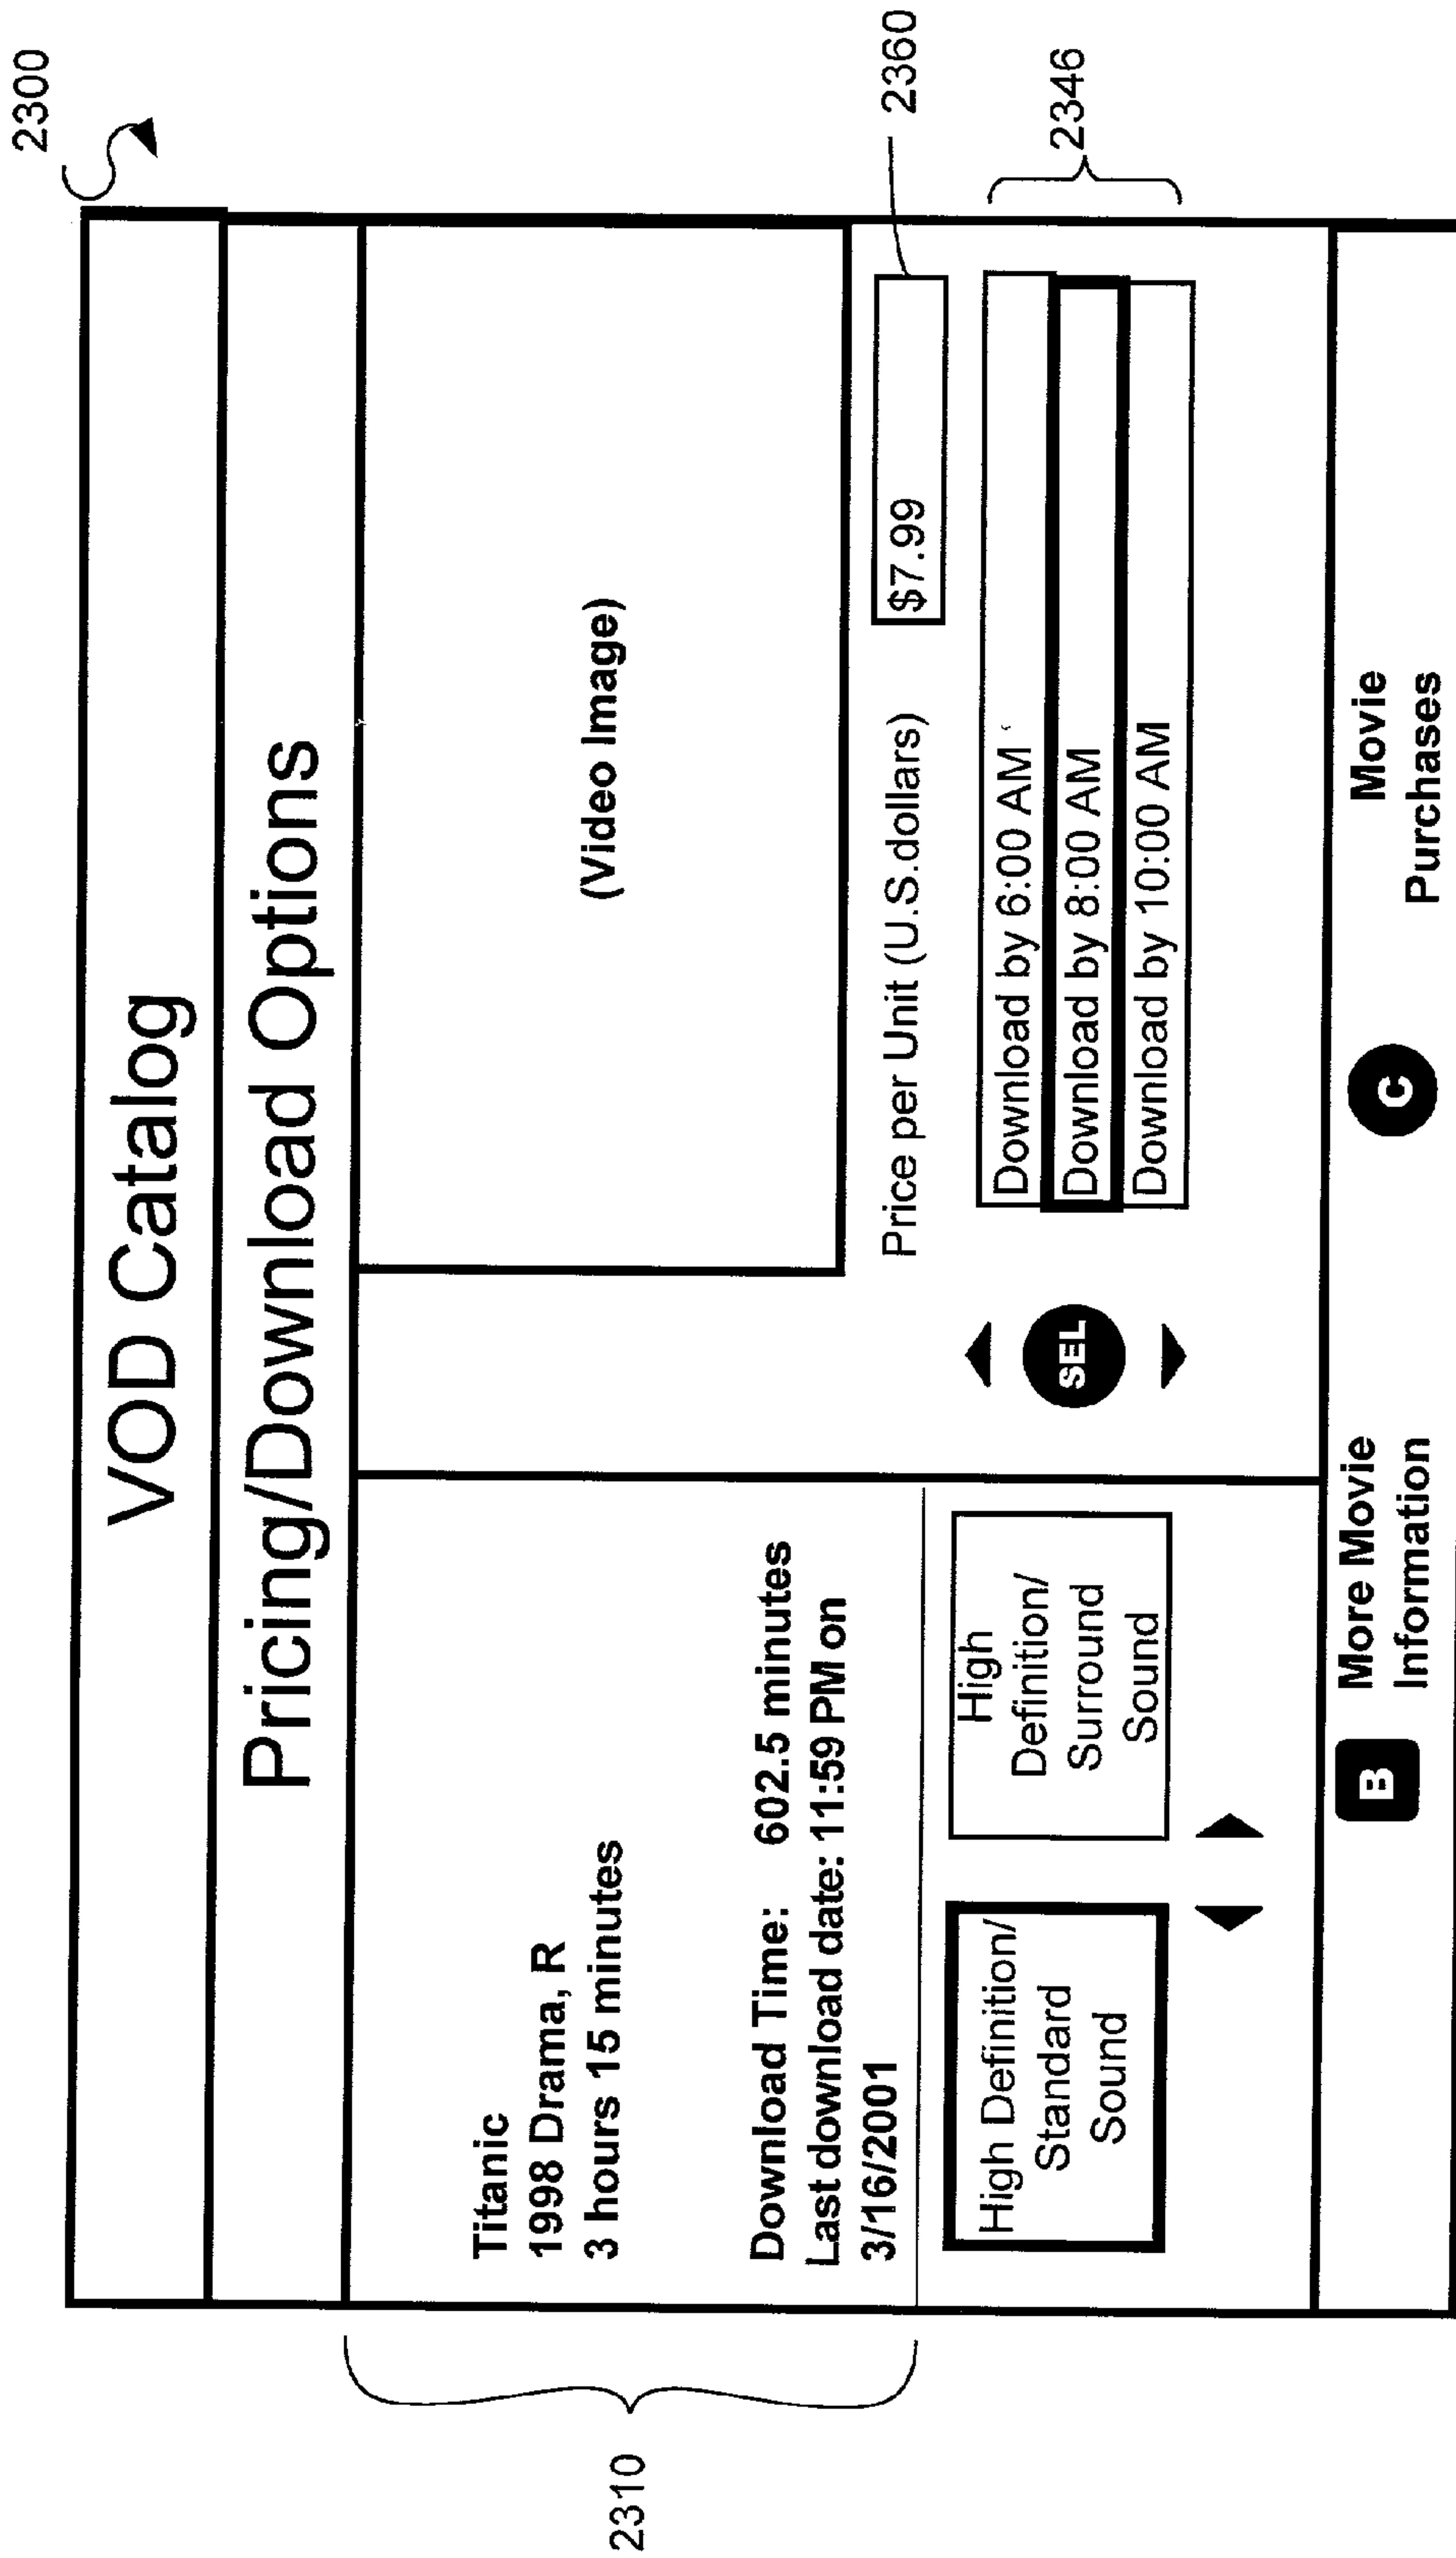 2300
VOD Catalog
Pricing/Download Options
Titanic
1998 Drama, R
3 hours 15 minutes
Download Time: 602.5 minutes
Last download date: 11:59 PM on
3/16/2001
2310
(Video Image)
Price per Unit (U.S.dollars)
$7.99
2360
High Definition/
Standard
Sound
High
Definition/
Surround
Sound
SEL
Download by 6:00 AM
Download by 8:00 AM
Download by 10:00 AM
2346
B
More Movie
Information
C
Movie
Purchases